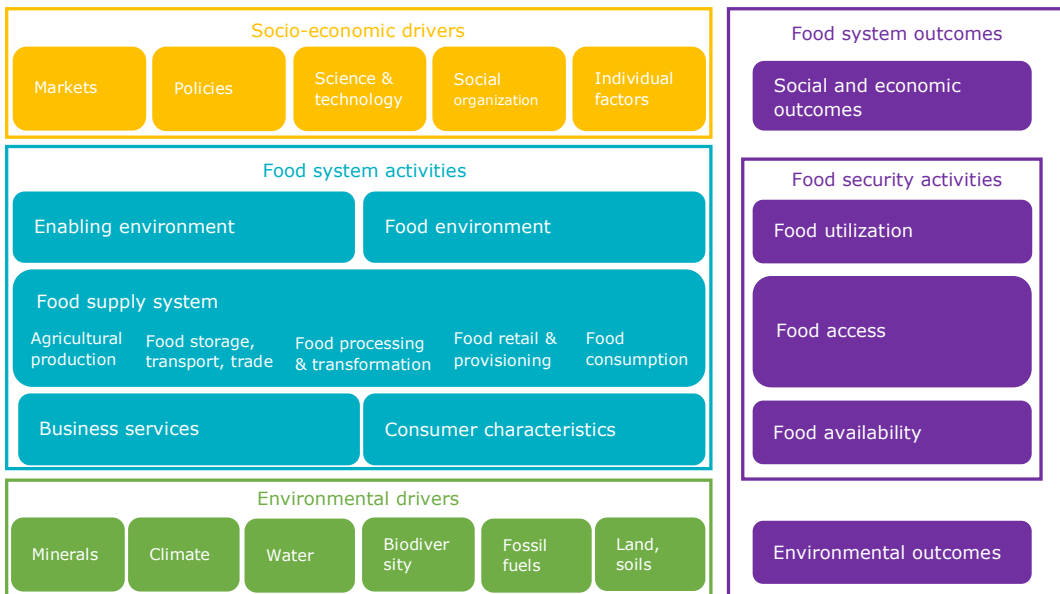 Socio-economic drivers
Markets
Policies
Science &
technology
Social
organization
Individual
factors
Food system activities
Enabling environment
Food environment
Food supply system
Agricultural
production
Food storage,
transport, trade
Food processing
& transformation
Food retail &
provisioning
Food
consumption
Business services
Consumer characteristics
Environmental drivers
Minerals
Climate
Water
Biodiver
sity
Fossil
fuels
Land,
soils
Food system outcomes
Social and economic
outcomes
Food security activities
Food utilization
Food access
Food availability
Environmental outcomes